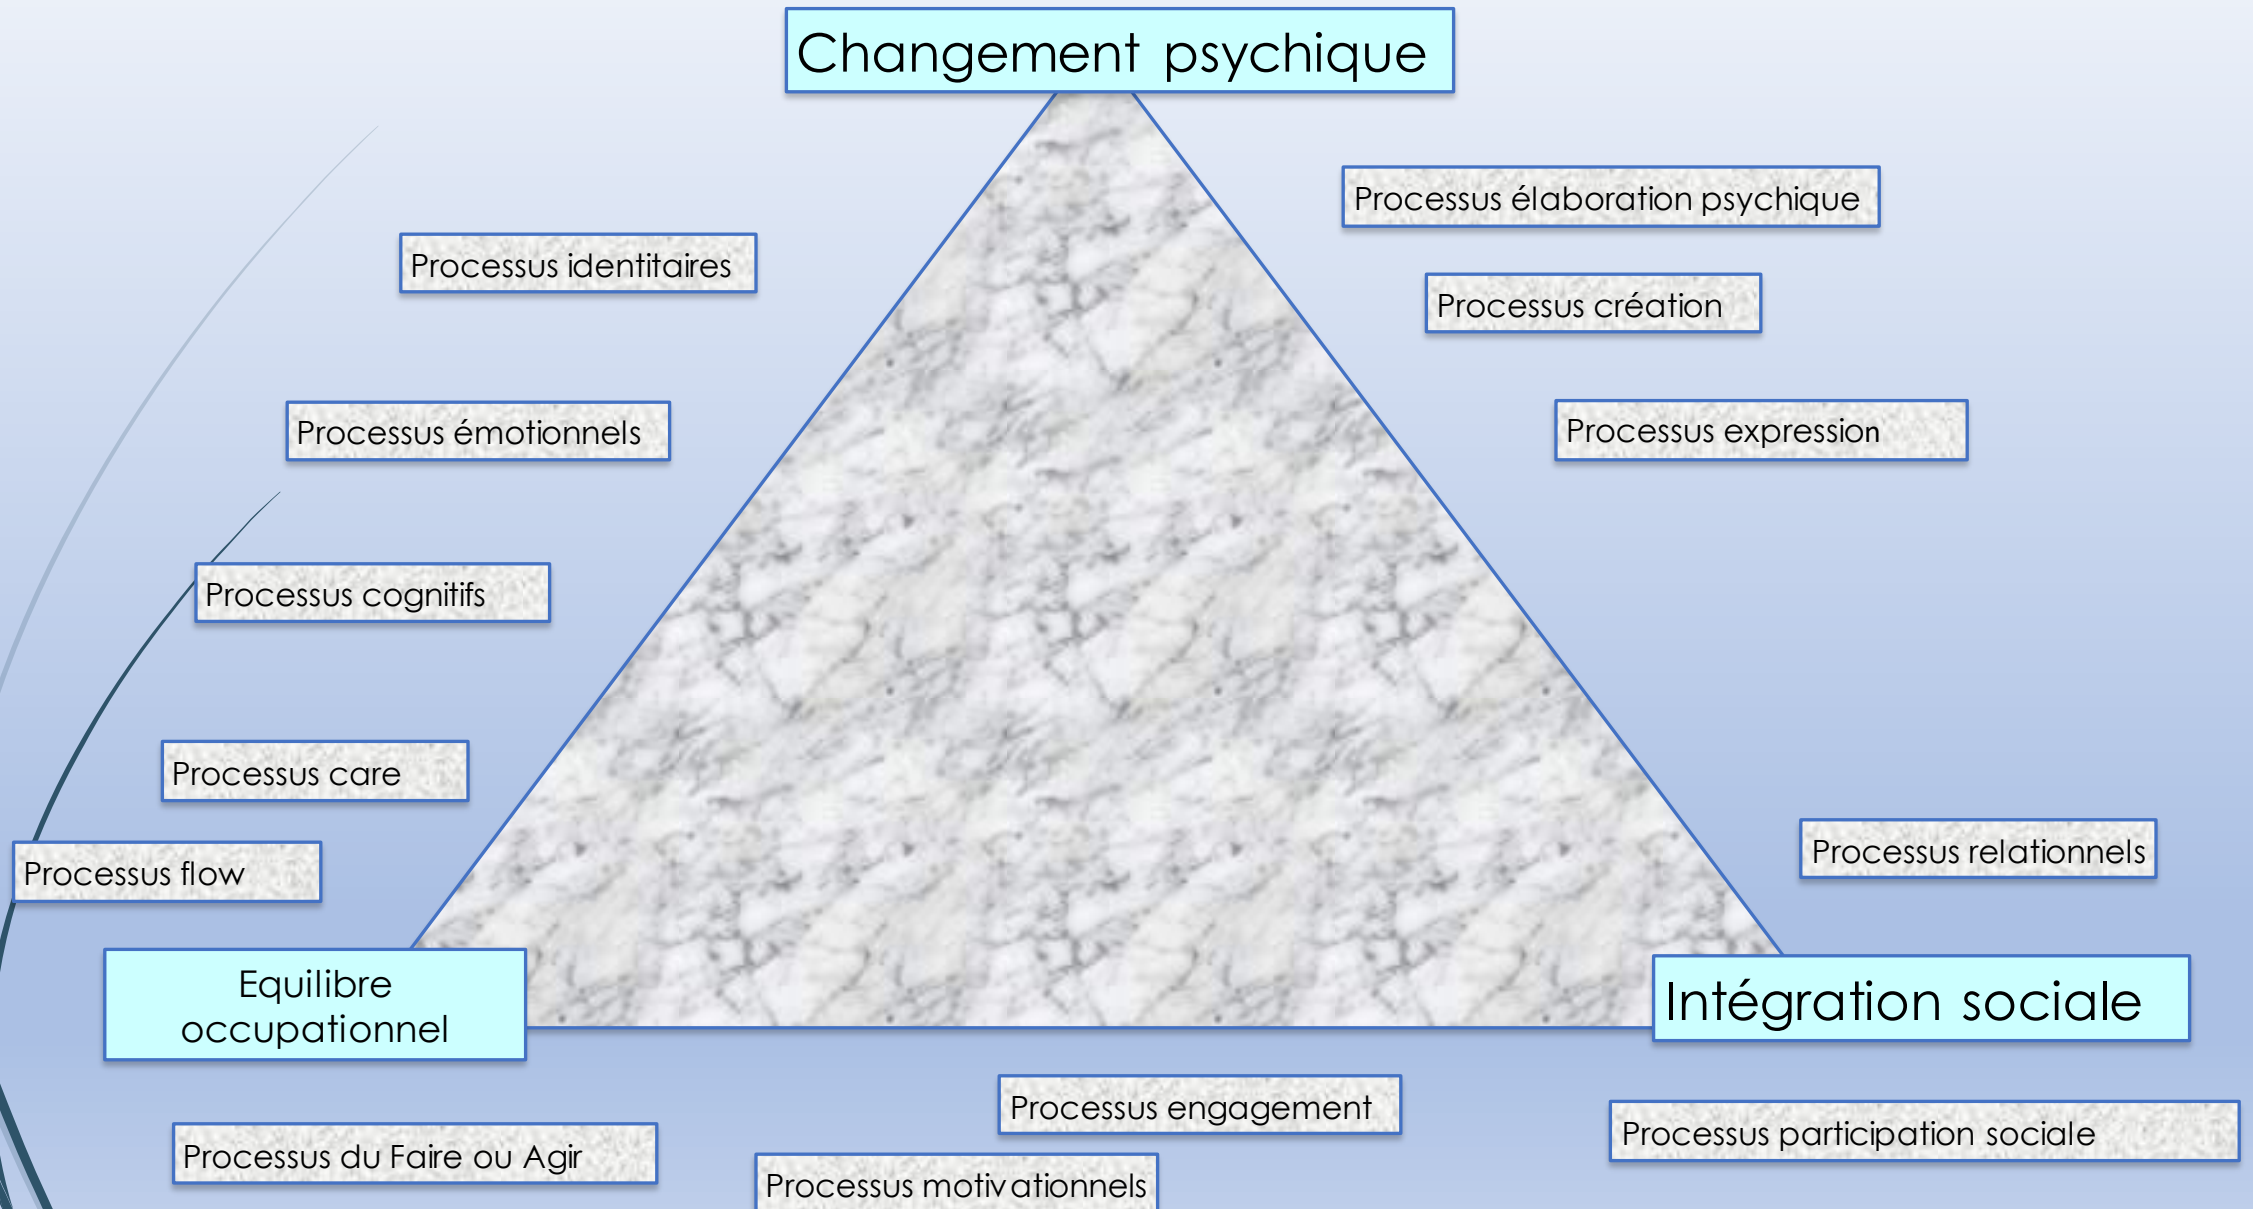 Changement psychique
Processus élaboration psychique
Processus identitaires
Processus création
Processus émotionnels
Processus expression
Processus cognitifs
Processus care
Processus relationnels
Processus flow
Equilibre
occupationnel
Intégration sociale
Processus engagement
Processus participation sociale
Processus du Faire ou Agir
Processus motivationnels